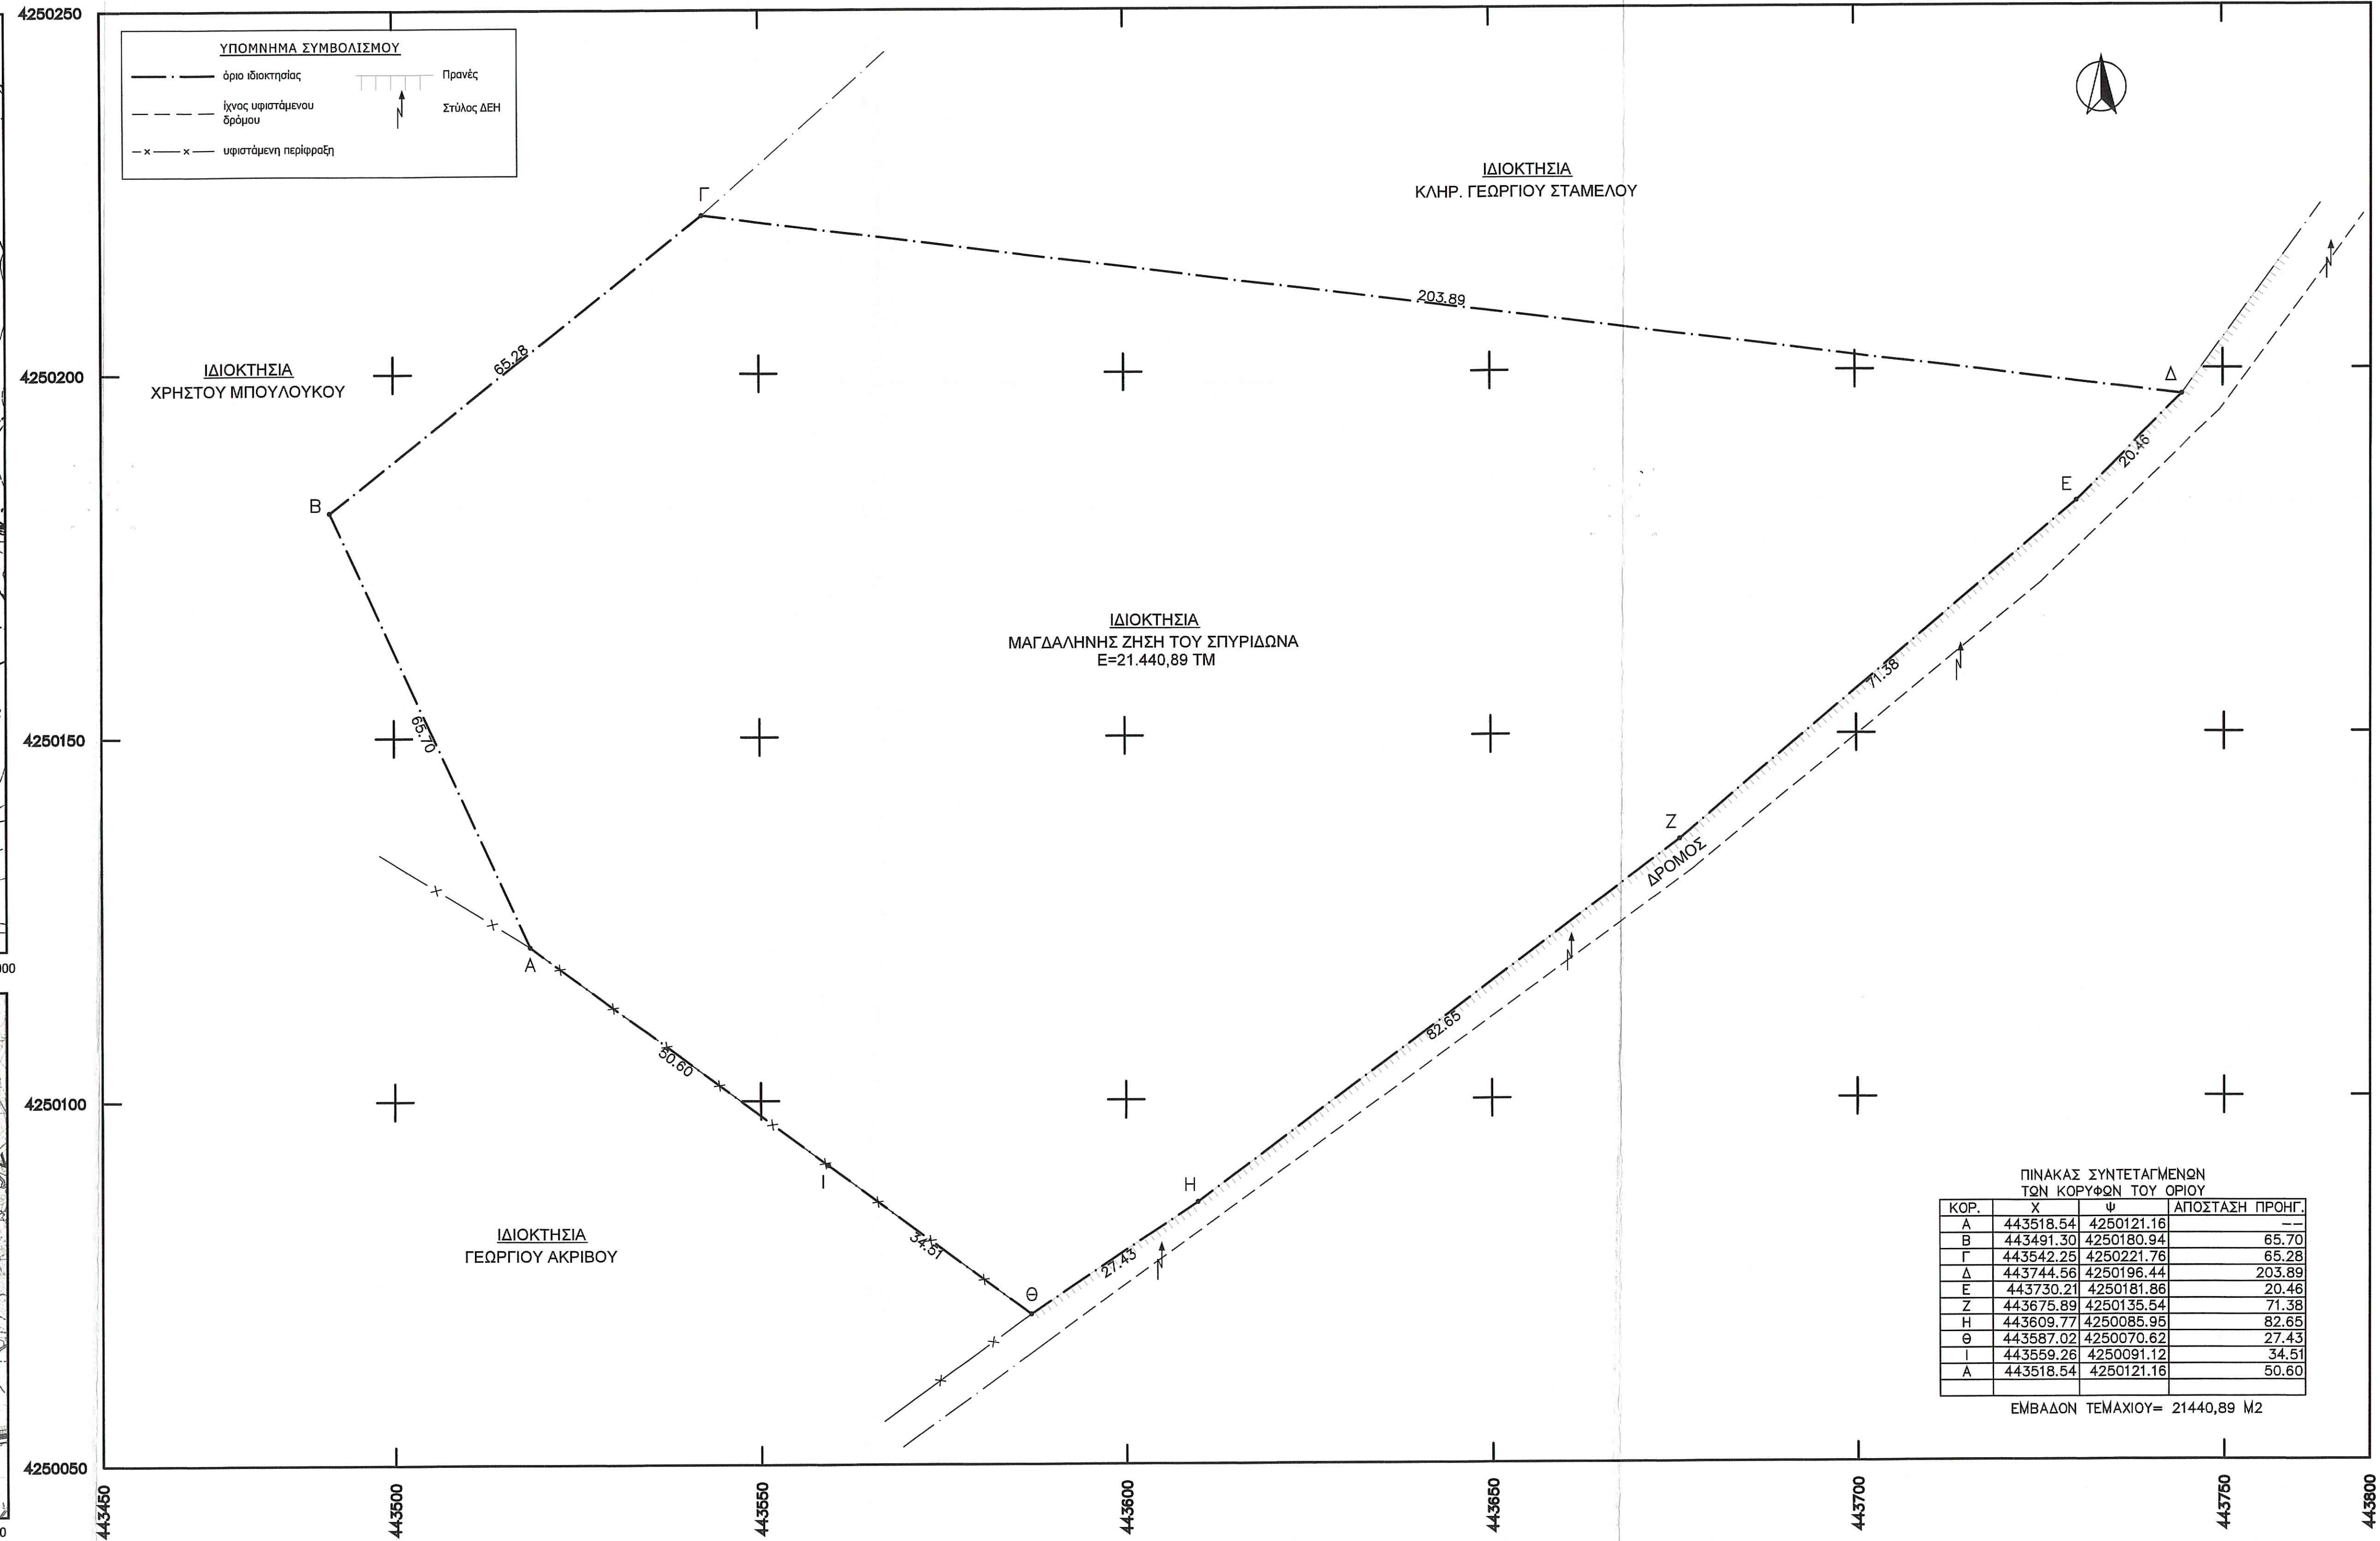 4250250
ΥΠΟΜΝΗΜΑ ΣΥΜΒΟΛΙΣΜΟΥ
όριο ιδιοκτησίας
Πρανές
ίχνος υφιστάμενου
δρόμου
Στύλος ΔΕΗ
υφιστάμενη περίφραξη
ΙΔΙΟΚΤΗΣΙΑ
ΚΛΗΡ. ΓΕΩΡΓΙΟΥ ΣΤΑΜΕΛΟΥ
Γ
203.89
65.28
ΙΔΙΟΚΤΗΣΙΑ
ΧΡΗΣΤΟΥ ΜΠΟΥΛΟΥΚΟΥ
4250200
Δ
20.46
Ε
Β
ΙΔΙΟΚΤΗΣΙΑ
ΜΑΓΔΑΛΗΝΗΣ ΖΗΣΗ ΤΟΥ ΣΠΥΡΙΔΩΝΑ
Ε=21.440,89 ΤΜ
71.38
65.70
4250150
Ζ
ΔΡΟΜΟΣ
Α
000
82.65
50.60
4250100
Ι
Η
ΙΔΙΟΚΤΗΣΙΑ
ΓΕΩΡΓΙΟΥ ΑΚΡΙΒΟΥ
34.51
27.43
Θ
ΠΙΝΑΚΑΣ ΣΥΝΤΕΤΑΓΜΕΝΩΝ
ΤΩΝ ΚΟΡΥΦΩΝ ΤΟΥ ΟΡΙΟΥ
ΚΟΡ. Χ Ψ ΑΠΟΣΤΑΣΗ ΠΡΟΗΓ.
Α 443518.54 4250121.16 --
Β 443491.30 4250180.94 65.70
Γ 443542.25 4250221.76 65.28
Δ 443744.56 4250196.44 203.89
Ε 443730.21 4250181.86 20.46
Ζ 443675.89 4250135.54 71.38
Η 443609.77 4250085.95 82.65
Θ 443587.02 4250070.62 27.43
Ι 443559.26 4250091.12 34.51
Α 443518.54 4250121.16 50.60
ΕΜΒΑΔΟΝ ΤΕΜΑΧΙΟΥ= 21440,89 Μ2
4250050
0
443450
443500
443550
443600
443650
443700
443750
443800